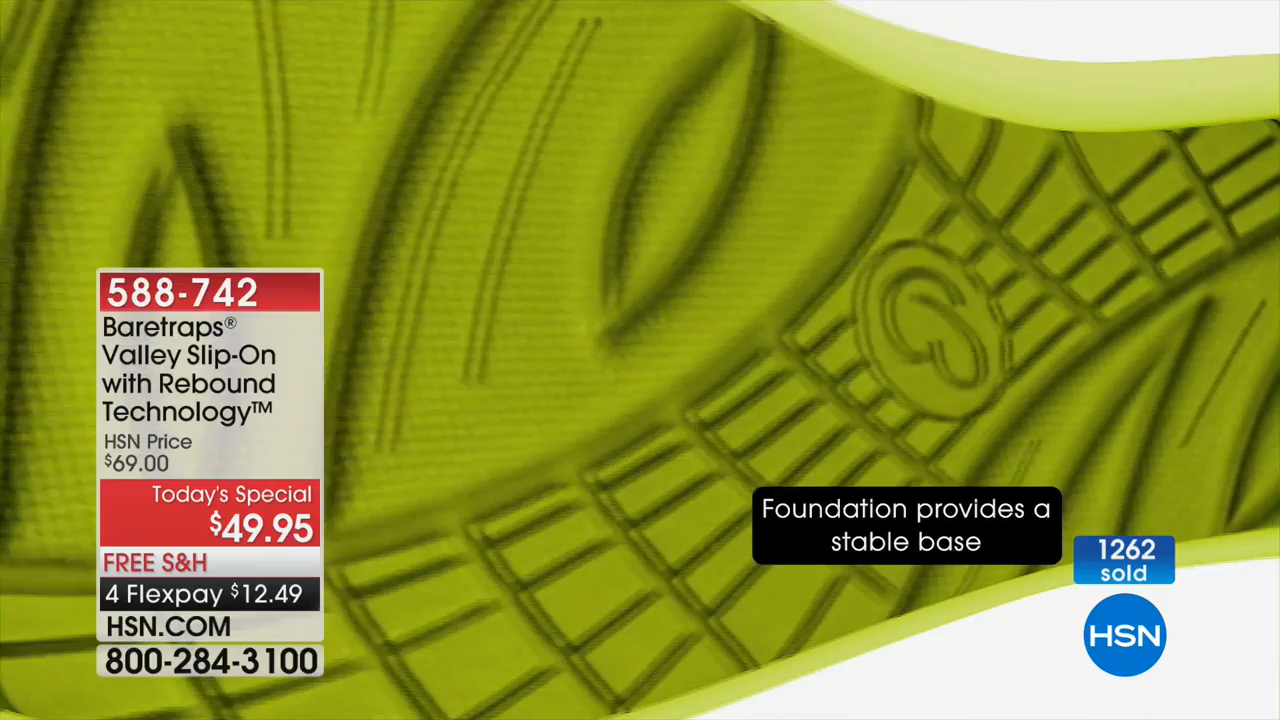 588-742
Baretraps®
Valley Slip-On
with Rebound
Technology™
HSN Price
$69.00
Today's Special
$49.95
FREE S&H
4 Flexpay $12.49
HSN.COM
800-284-3100
Foundation provides a
stable base
1262
sold
HSN